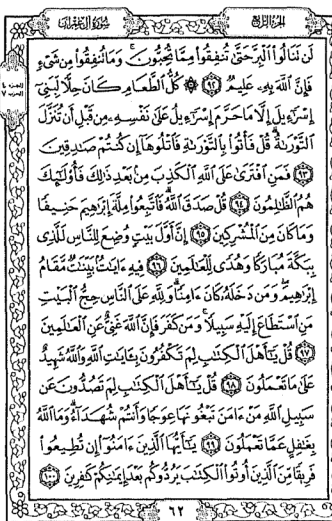 الجزء الرابع
سورة آل عمران
لَن تَنَالُوا۟ ٱلْبِرَّ حَتَّىٰ تُنفِقُوا۟ مِمَّا تُحِبُّونَ ۚ وَمَا تُنفِقُوا۟ مِن شَىْءٍ
فَإِنَّ ٱللَّهَ بِهِۦ عَلِيمٌ ٩٢ ۞ كُلُّ ٱلطَّعَامِ كَانَ حِلًّا لِّبَنِىٓ
إِسْرَٰٓءِيلَ إِلَّا مَا حَرَّمَ إِسْرَٰٓءِيلُ عَلَىٰ نَفْسِهِۦ مِن قَبْلِ أَن تُنَزَّلَ
ٱلتَّوْرَىٰةُ ۗ قُلْ فَأْتُوا۟ بِٱلتَّوْرَىٰةِ فَٱتْلُوهَآ إِن كُنتُمْ صَٰدِقِينَ
٩٣ فَمَنِ ٱفْتَرَىٰ عَلَى ٱللَّهِ ٱلْكَذِبَ مِنۢ بَعْدِ ذَٰلِكَ فَأُو۟لَٰٓئِكَ
هُمُ ٱلظَّٰلِمُونَ ٩٤ قُلْ صَدَقَ ٱللَّهُ ۗ فَٱتَّبِعُوا۟ مِلَّةَ إِبْرَٰهِيمَ حَنِيفًا
وَمَا كَانَ مِنَ ٱلْمُشْرِكِينَ ٩٥ إِنَّ أَوَّلَ بَيْتٍ وُضِعَ لِلنَّاسِ لَلَّذِى
بِبَكَّةَ مُبَارَكًا وَهُدًى لِّلْعَٰلَمِينَ ٩٦ فِيهِ ءَايَٰتٌۢ بَيِّنَٰتٌ مَّقَامُ
إِبْرَٰهِيمَ ۖ وَمَن دَخَلَهُۥ كَانَ ءَامِنًا ۗ وَلِلَّهِ عَلَى ٱلنَّاسِ حِجُّ ٱلْبَيْتِ
مَنِ ٱسْتَطَاعَ إِلَيْهِ سَبِيلًا ۚ وَمَن كَفَرَ فَإِنَّ ٱللَّهَ غَنِىٌّ عَنِ ٱلْعَٰلَمِينَ
٩٧ قُلْ يَٰٓأَهْلَ ٱلْكِتَٰبِ لِمَ تَكْفُرُونَ بِـَٔايَٰتِ ٱللَّهِ وَٱللَّهُ شَهِيدٌ
عَلَىٰ مَا تَعْمَلُونَ ٩٨ قُلْ يَٰٓأَهْلَ ٱلْكِتَٰبِ لِمَ تَصُدُّونَ عَن
سَبِيلِ ٱللَّهِ مَنْ ءَامَنَ تَبْغُونَهَا عِوَجًا وَأَنتُمْ شُهَدَآءُ ۗ وَمَا ٱللَّهُ
بِغَٰفِلٍ عَمَّا تَعْمَلُونَ ٩٩ يَٰٓأَيُّهَا ٱلَّذِينَ ءَامَنُوٓا۟ إِن تُطِيعُوا۟
فَرِيقًا مِّنَ ٱلَّذِينَ أُوتُوا۟ ٱلْكِتَٰبَ يَرُدُّوكُم بَعْدَ إِيمَٰنِكُمْ كَٰفِرِينَ ١٠٠
٦٢